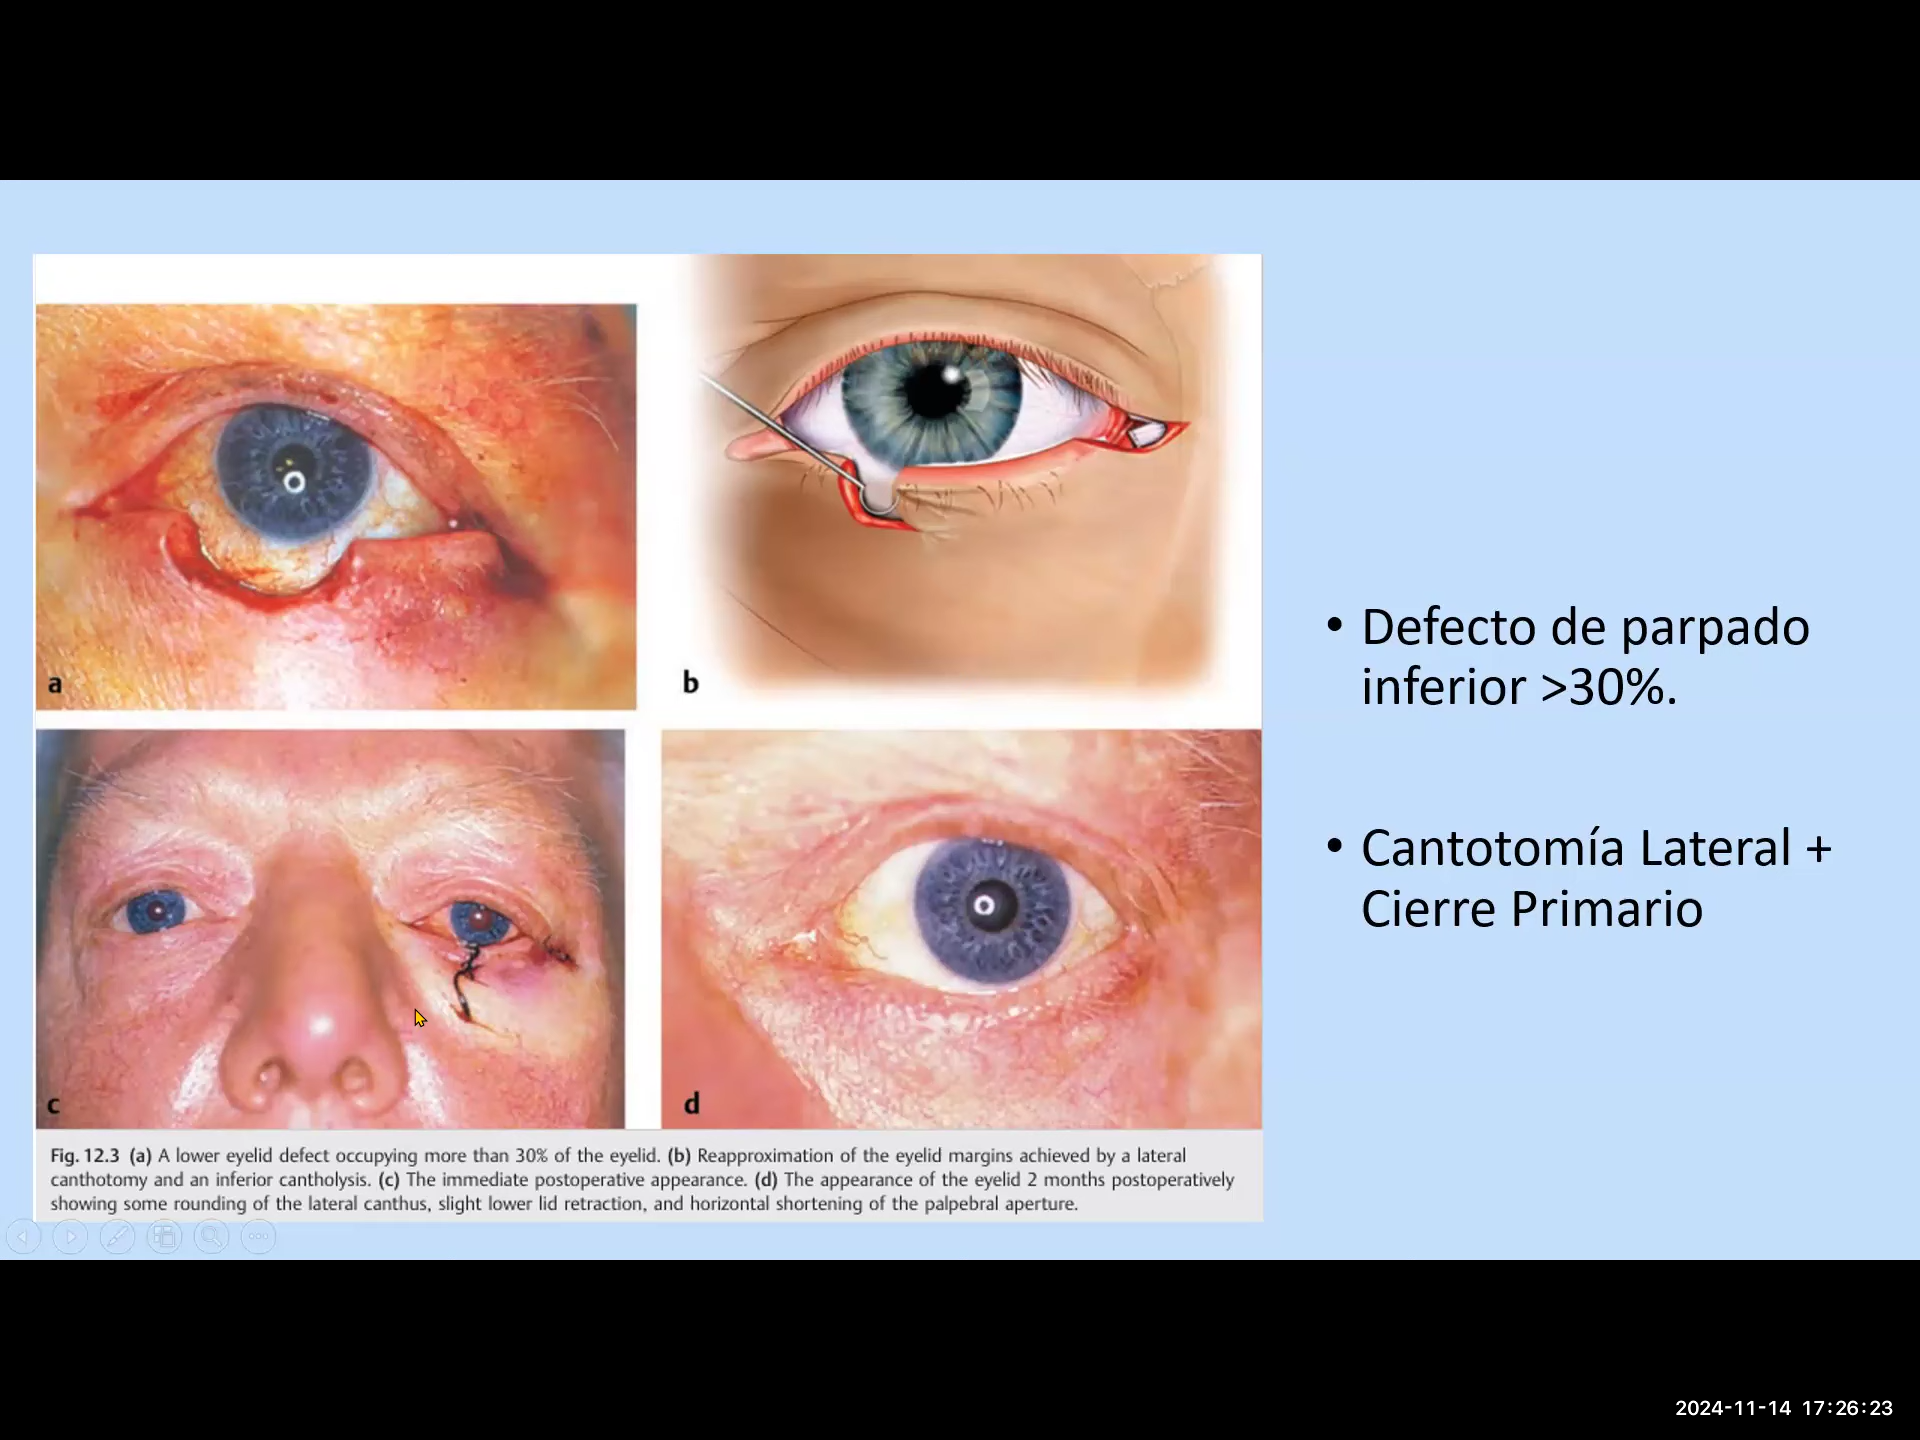 a
b
c
d
Fig. 12.3 (a) A lower eyelid defect occupying more than 30% of the eyelid. (b) Reapproximation of the eyelid margins achieved by a lateral
canthotomy and an inferior cantholysis. (c) The immediate postoperative appearance. (d) The appearance of the eyelid 2 months postoperatively
showing some rounding of the lateral canthus, slight lower lid retraction, and horizontal shortening of the palpebral aperture.
• Defecto de parpado
inferior >30%.
• Cantotomía Lateral +
Cierre Primario
2024-11-14 17:26:23